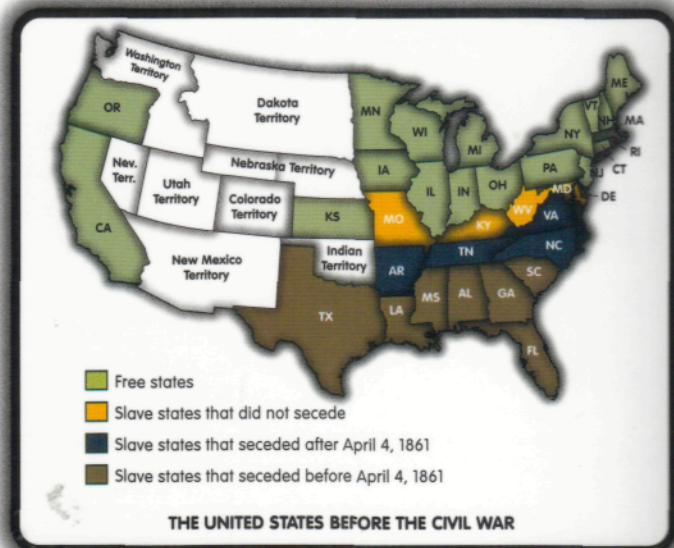 Washington
Territory
OR
Dakota
Territory
MN
ME
VT
NH
MA
WI
NY
MI
RI
Nev.
Terr.
Nebraska Territory
IA
PA
NJ
CT
Utah
Territory
Colorado
Territory
IL
IN
OH
MD
DE
CA
KS
MO
KY
WV
VA
New Mexico
Territory
Indian
Territory
AR
TN
NC
SC
TX
LA
MS
AL
GA
FL
Free states
Slave states that did not secede
Slave states that seceded after April 4, 1861
Slave states that seceded before April 4, 1861
THE UNITED STATES BEFORE THE CIVIL WAR